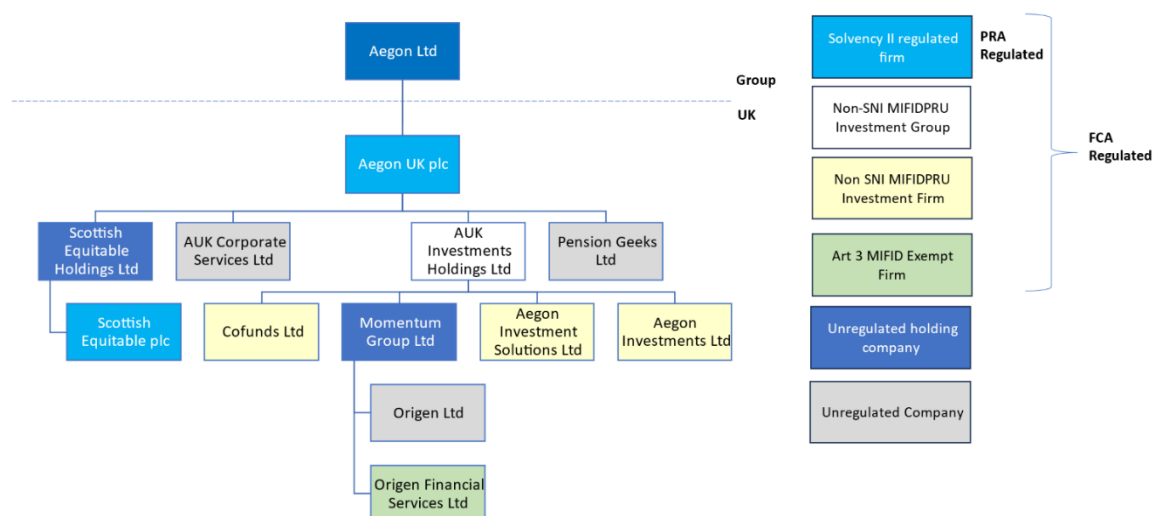 Aegon Ltd
Group
UK
Aegon UK plc
Scottish
Equitable
Holdings Ltd
AUK Corporate
Services Ltd
AUK
Investments
Holdings Ltd
Pension Geeks
Ltd
Scottish
Equitable plc
Cofunds Ltd
Momentum
Group Ltd
Aegon
Investment
Solutions Ltd
Aegon
Investments Ltd
Origen Ltd
Origen Financial
Services Ltd
Solvency II regulated
firm
PRA
Regulated
Non-SNI MIFIDPRU
Investment Group
Non SNI MIFIDPRU
Investment Firm
Art 3 MIFID Exempt
Firm
FCA
Regulated
Unregulated holding
company
Unregulated Company